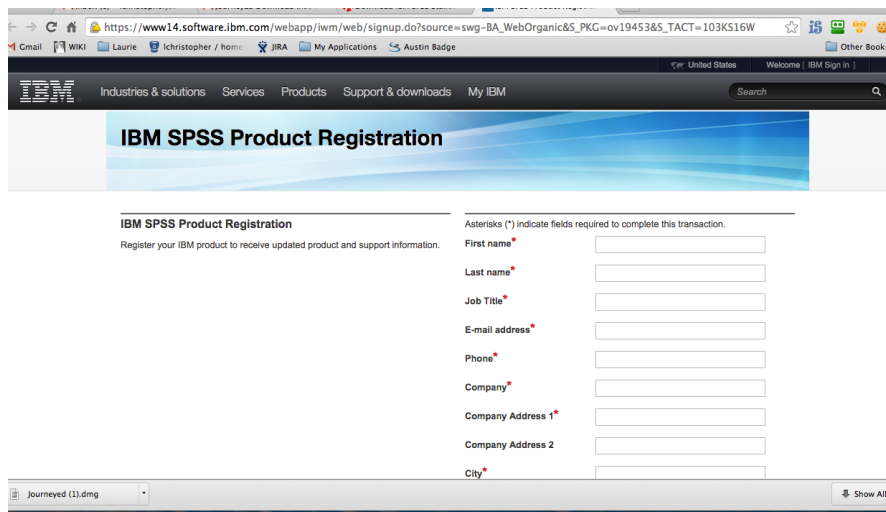 https://www14.software.ibm.com/webapp/iwm/web/signup.do?source=swg-BA_WebOrganic&S_PKG=ov19453&S_TACT=103KS16W
Gmail WIKI Laurie lchristopher / home JIRA My Applications Austin Badge Other Book
United States Welcome [ IBM Sign in ]
IBM Industries & solutions Services Products Support & downloads My IBM Search
IBM SPSS Product Registration
IBM SPSS Product Registration
Register your IBM product to receive updated product and support information.
Asterisks (*) indicate fields required to complete this transaction.
First name*
Last name*
Job Title*
E-mail address*
Phone*
Company*
Company Address 1*
Company Address 2
City*
Journeyed (1).dmg Show All